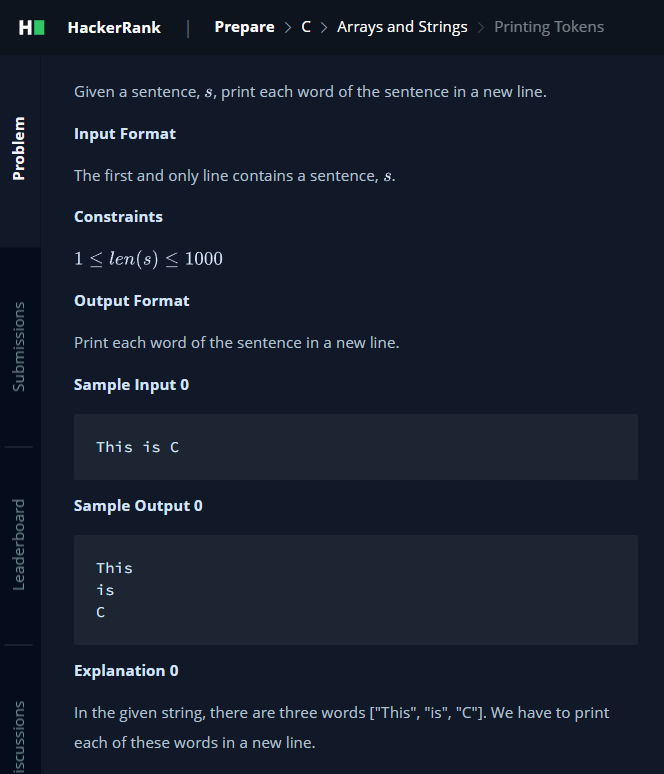 H HackerRank | Prepare > C > Arrays and Strings > Printing Tokens
Problem
Submissions
Leaderboard
iscussions
Given a sentence, s, print each word of the sentence in a new line.
Input Format
The first and only line contains a sentence, s.
Constraints
1 ≤ len(s) ≤ 1000
Output Format
Print each word of the sentence in a new line.
Sample Input 0
This is C
Sample Output 0
This
is
C
Explanation 0
In the given string, there are three words ["This", "is", "C"]. We have to print
each of these words in a new line.